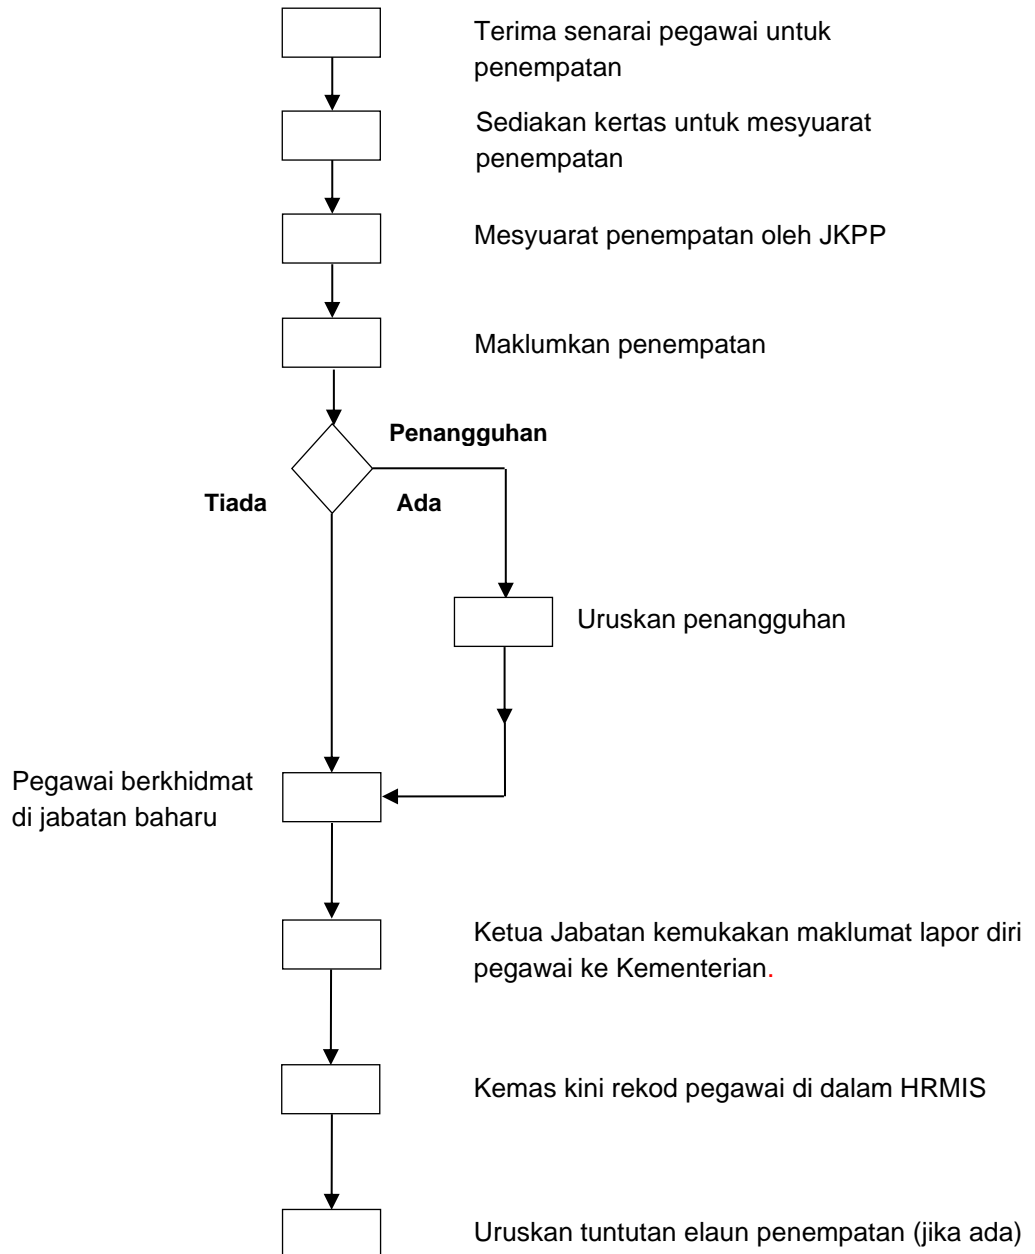 Terima senarai pegawai untuk
penempatan
Sediakan kertas untuk mesyuarat
penempatan
Mesyuarat penempatan oleh JKPP
Maklumkan penempatan
Penangguhan
Tiada
Ada
Uruskan penangguhan
Pegawai berkhidmat
di jabatan baharu
Ketua Jabatan kemukakan maklumat lapor diri
pegawai ke Kementerian.
Kemas kini rekod pegawai di dalam HRMIS
Uruskan tuntutan elaun penempatan (jika ada)